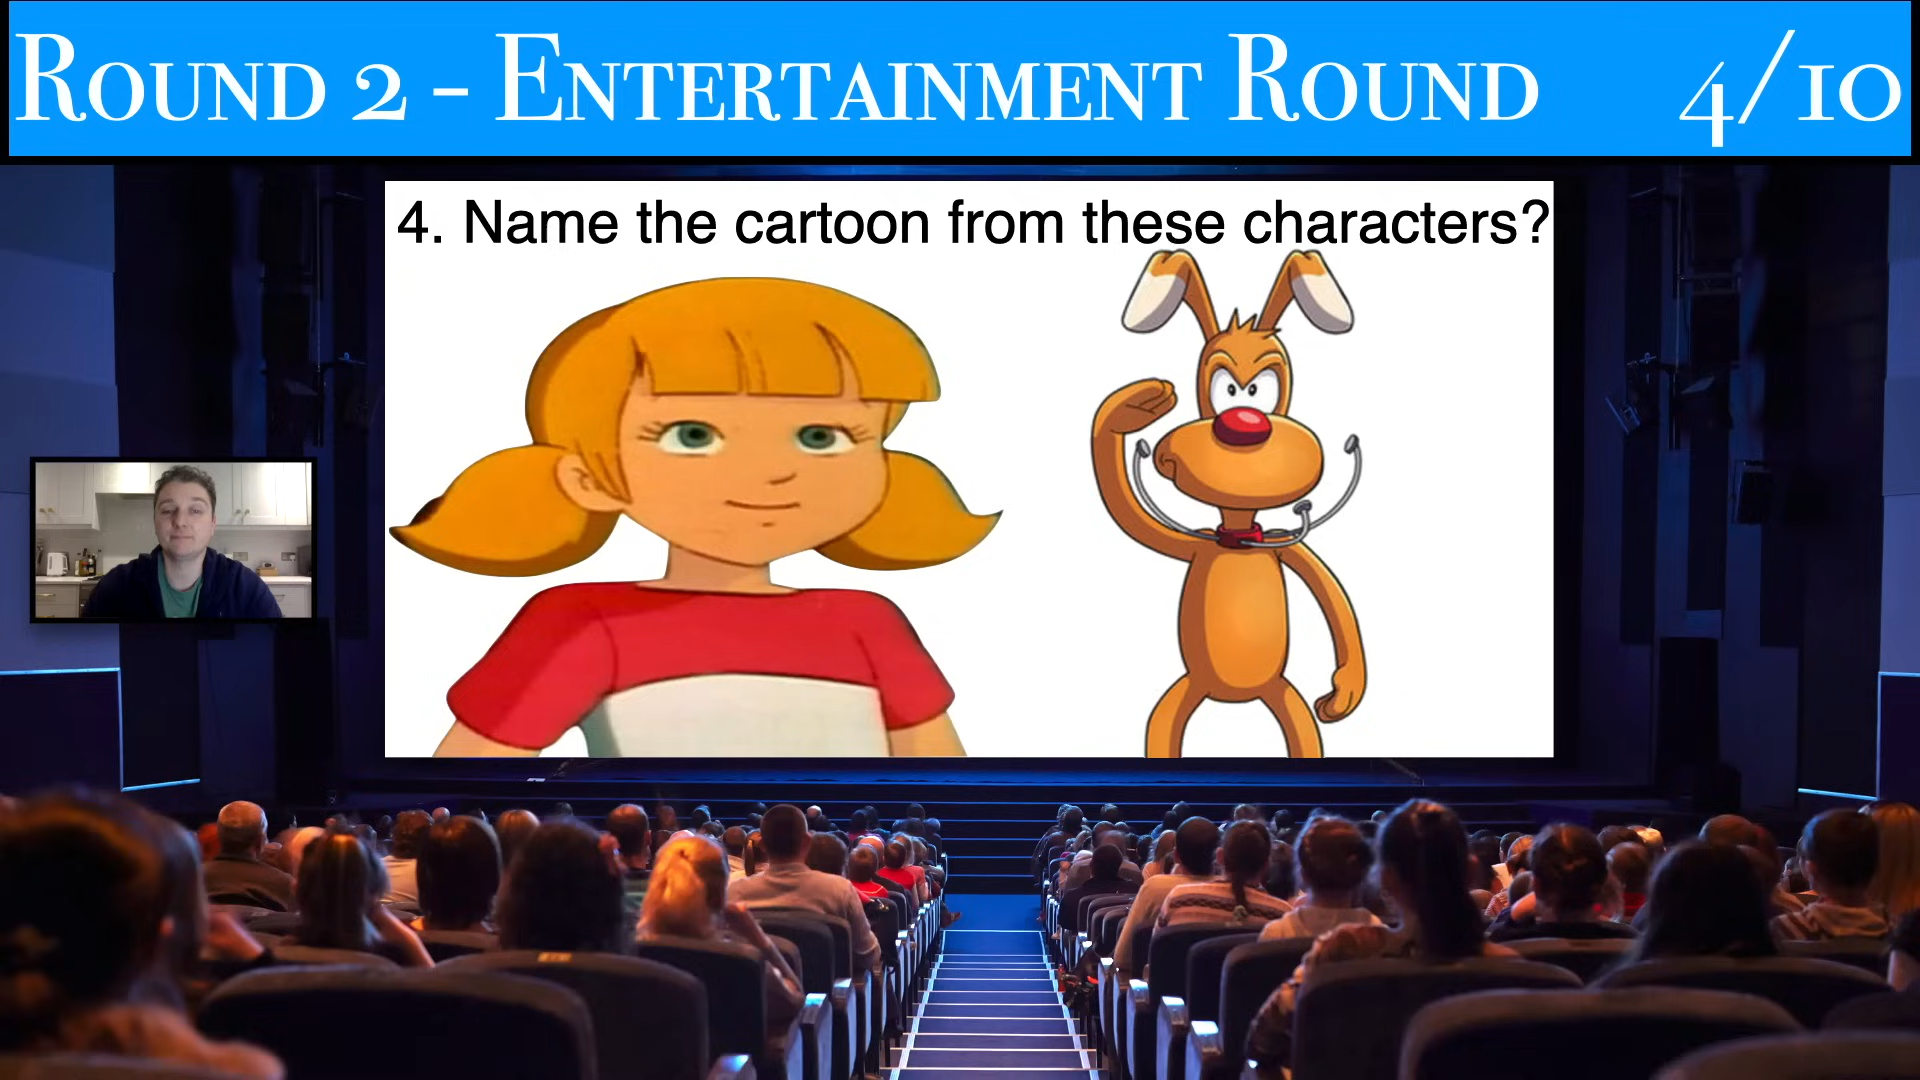 Round 2 - Entertainment Round 4/10
4. Name the cartoon from these characters?